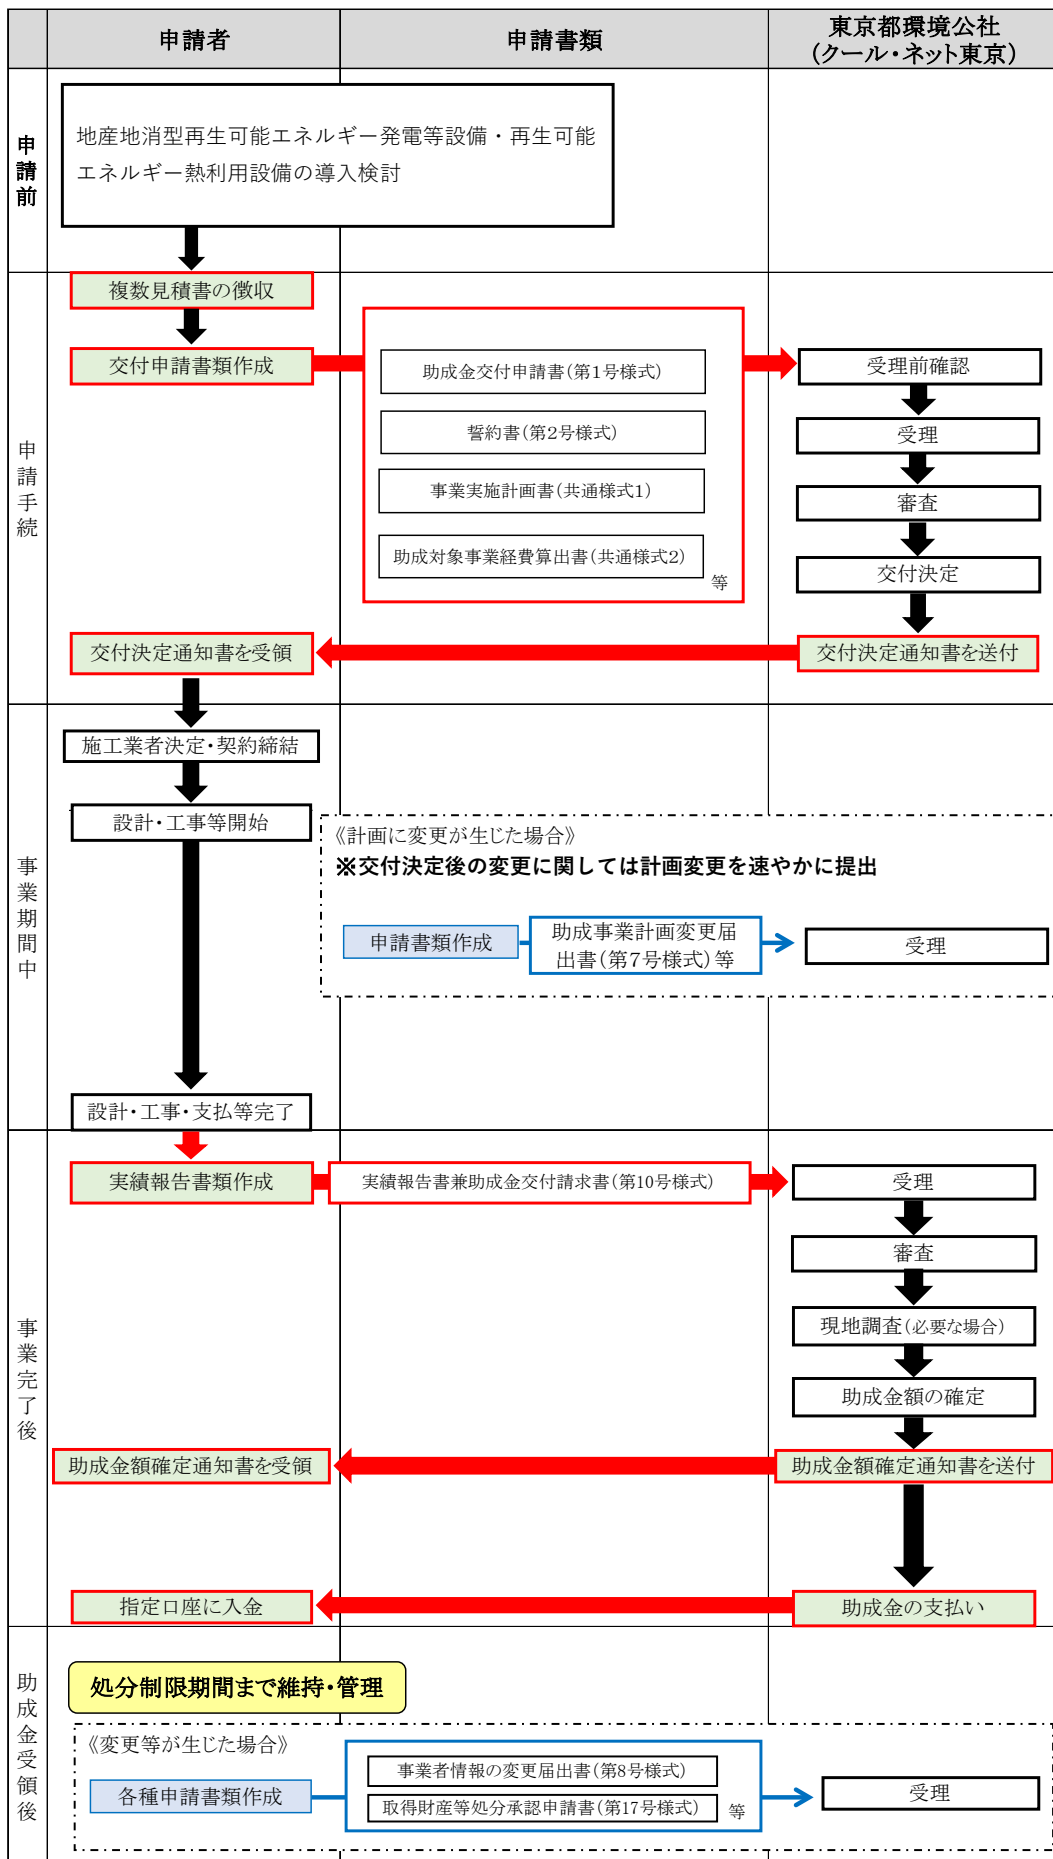 申請者
申請書類
東京都環境公社
(クール・ネット東京)
申請前
地産地消型再生可能エネルギー発電等設備・再生可能
エネルギー熱利用設備の導入検討
申請手続
複数見積書の徴収
交付申請書類作成
助成金交付申請書(第1号様式)
誓約書(第2号様式)
事業実施計画書(共通様式1)
助成対象事業経費算出書(共通様式2)
等
受理前確認
受理
審査
交付決定
交付決定通知書を受領
交付決定通知書を送付
事業期間中
施工業者決定・契約締結
設計・工事等開始
《計画に変更が生じた場合》
※交付決定後の変更に関しては計画変更を速やかに提出
申請書類作成
助成事業計画変更届
出書(第7号様式)等
受理
設計・工事・支払等完了
事業完了後
実績報告書類作成
実績報告書兼助成金交付請求書(第10号様式)
受理
審査
現地調査(必要な場合)
助成金額の確定
助成金額確定通知書を受領
助成金額確定通知書を送付
指定口座に入金
助成金の支払い
助成金受領後
処分制限期間まで維持・管理
《変更等が生じた場合》
各種申請書類作成
事業者情報の変更届出書(第8号様式)
取得財産等処分承認申請書(第17号様式)
等
受理